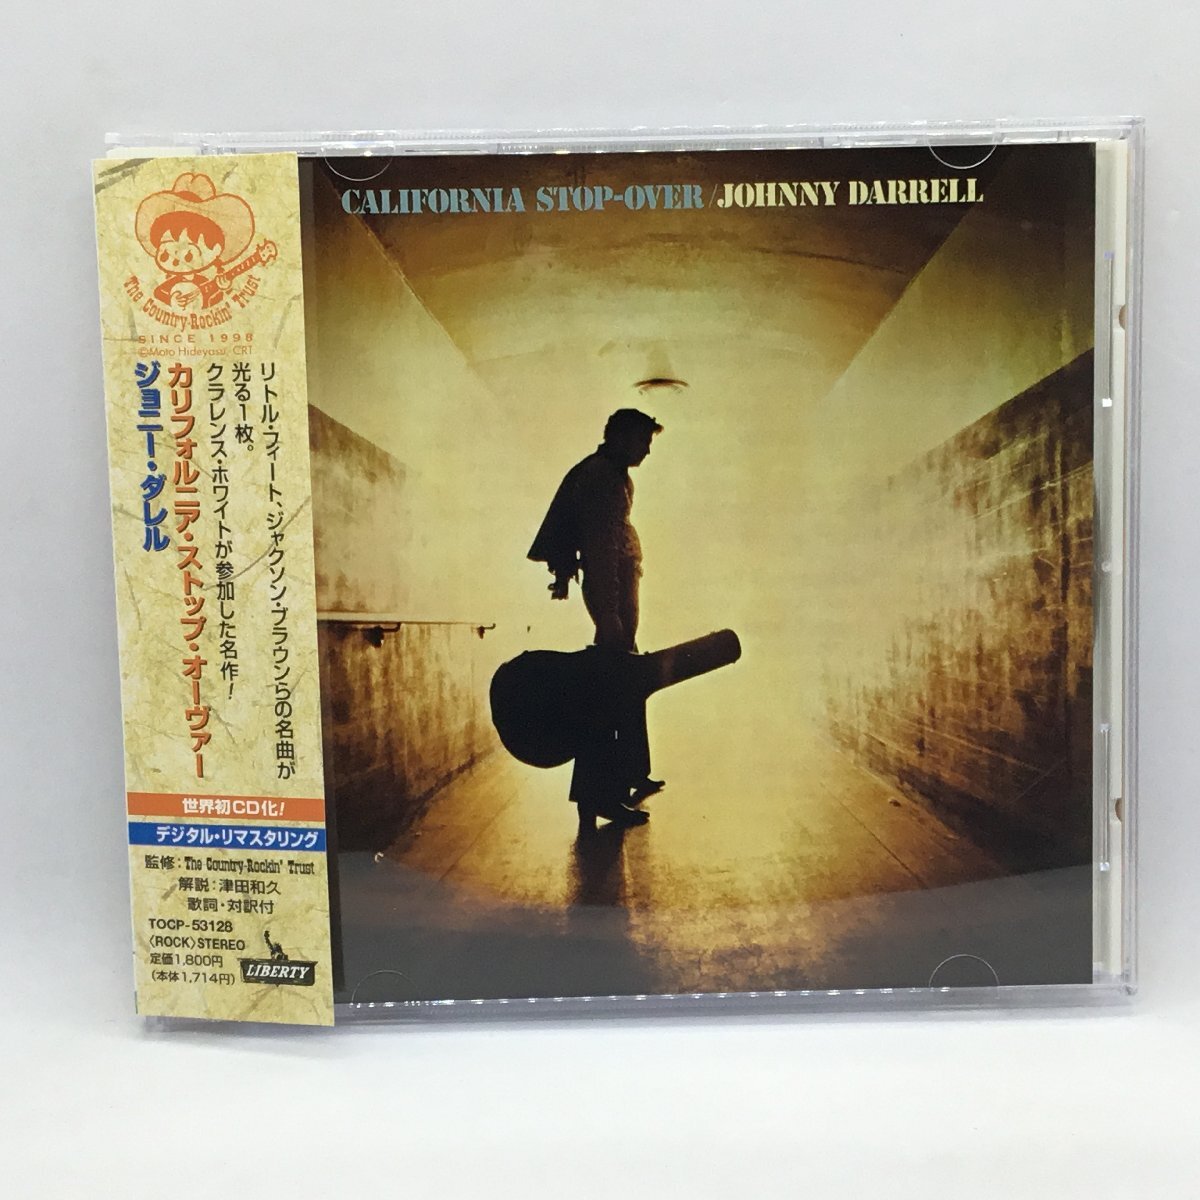 CALIFORNIA STOP-OVER/JOHNNY DARRELL
The Country-Rockin' Trust
SINCE 1998
©Moto Hideyasu, CRT
リトル・フィート、ジャクソン・ブラウンらの名曲が
光る1枚。
クラレンス・ホワイトが参加した名作!
カリフォルニア・ストップ・オーヴァー
ジョニー・ダレル
世界初CD化!
デジタル・リマスタリング
監修:The Country-Rockin' Trust
解説:津田和久
歌詞・対訳付
TOCP-53128
〈ROCK〉STEREO
定価1,800円
(本体1,714円)
LIBERTY